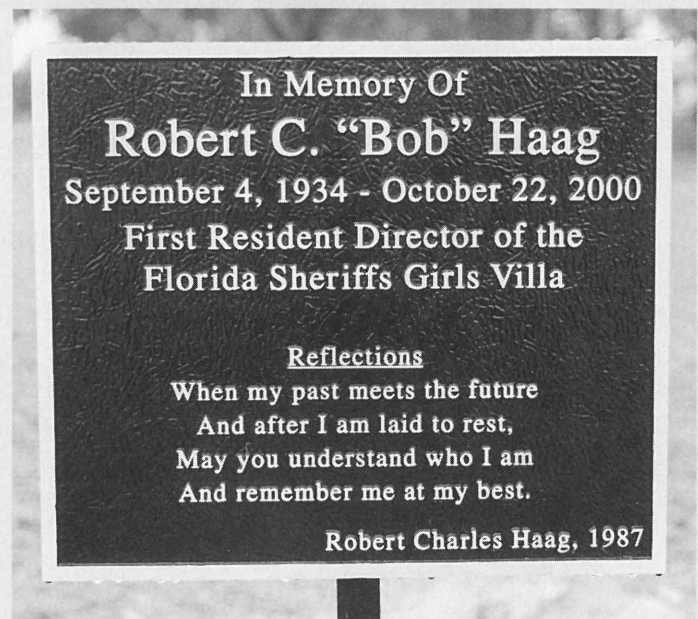 In Memory Of
Robert C. "Bob" Haag
September 4, 1934 - October 22, 2000
First Resident Director of the
Florida Sheriffs Girls Villa
Reflections
When my past meets the future
And after I am laid to rest,
May you understand who I am
And remember me at my best.
Robert Charles Haag, 1987